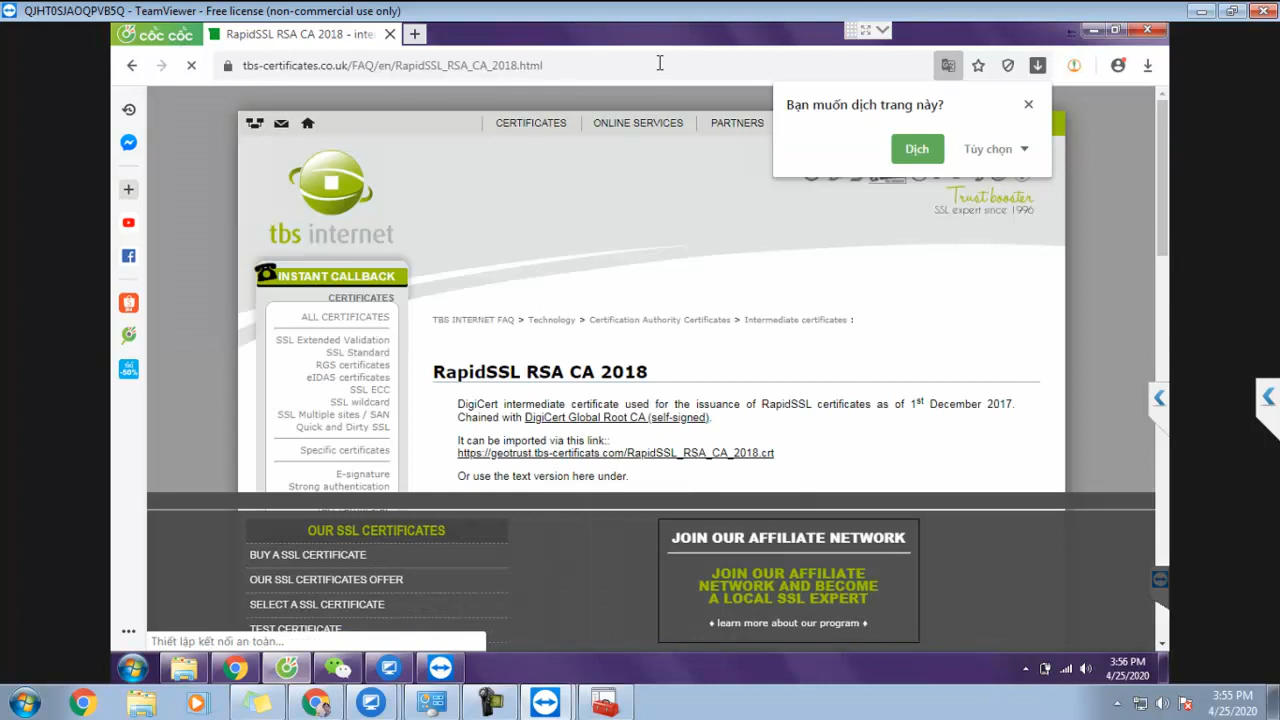 QJHT0SJAOQPVB5Q - TeamViewer - Free license (non-commercial use only)
cốc cốc
RapidSSL RSA CA 2018 - inte
tbs-certificates.co.uk/FAQ/en/RapidSSL_RSA_CA_2018.html
Bạn muốn dịch trang này?
Dịch
Tùy chọn
CERTIFICATES
ONLINE SERVICES
PARTNERS
Trust booster
SSL expert since 1996
tbs internet
INSTANT CALLBACK
CERTIFICATES
ALL CERTIFICATES
SSL Extended Validation
SSL Standard
RGS certificates
eIDAS certificates
SSL ECC
SSL wildcard
SSL Multiple sites / SAN
Quick and Dirty SSL
Specific certificates
E-signature
Strong authentication
TBS INTERNET FAQ > Technology > Certification Authority Certificates > Intermediate certificates :
RapidSSL RSA CA 2018
DigiCert intermediate certificate used for the issuance of RapidSSL certificates as of 1st December 2017.
Chained with DigiCert Global Root CA (self-signed).
It can be imported via this link::
https://geotrust.tbs-certificats.com/RapidSSL_RSA_CA_2018.crt
Or use the text version here under.
OUR SSL CERTIFICATES
BUY A SSL CERTIFICATE
OUR SSL CERTIFICATES OFFER
SELECT A SSL CERTIFICATE
TEST CERTIFICATE
JOIN OUR AFFILIATE NETWORK
JOIN OUR AFFILIATE
NETWORK AND BECOME
A LOCAL SSL EXPERT
♦ learn more about our program ♦
Thiết lập kết nối an toàn...
3:56 PM
4/25/2020
3:55 PM
4/25/2020